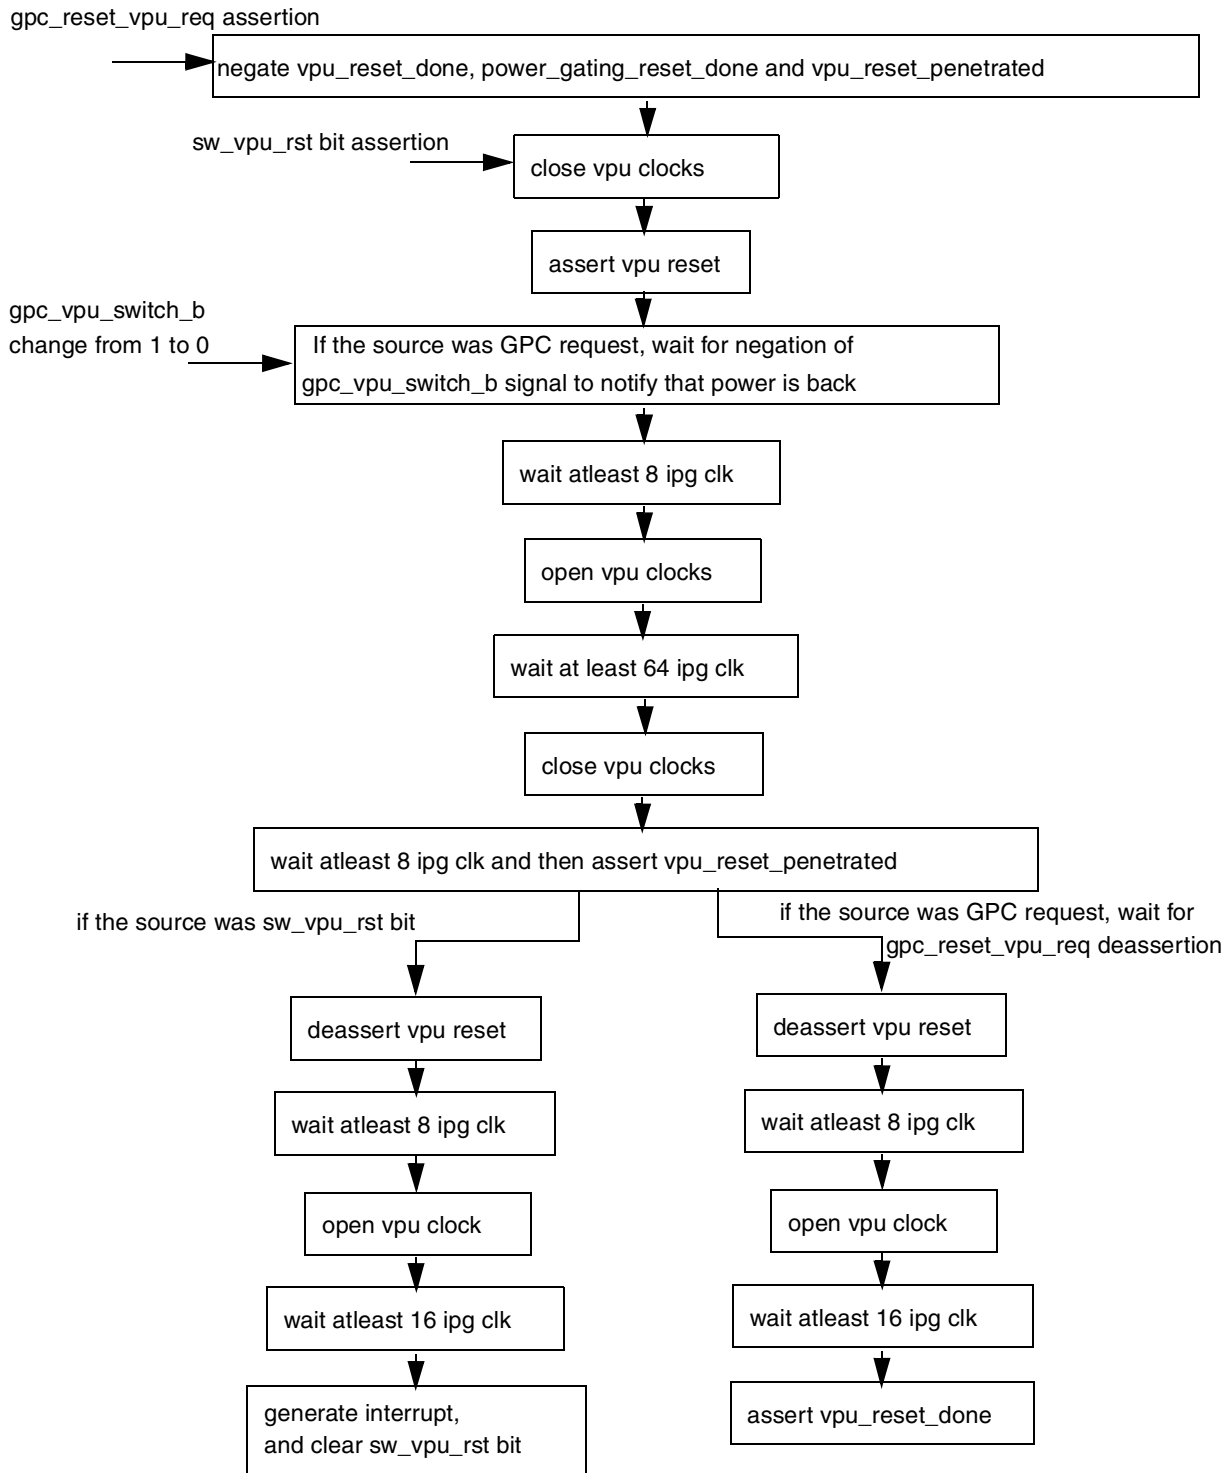 gpc_reset_vpu_req assertion
negate vpu_reset_done, power_gating_reset_done and vpu_reset_penetrated
sw_vpu_rst bit assertion
close vpu clocks
assert vpu reset
gpc_vpu_switch_b
change from 1 to 0
If the source was GPC request, wait for negation of
gpc_vpu_switch_b signal to notify that power is back
wait atleast 8 ipg clk
open vpu clocks
wait at least 64 ipg clk
close vpu clocks
wait atleast 8 ipg clk and then assert vpu_reset_penetrated
if the source was sw_vpu_rst bit
if the source was GPC request, wait for
gpc_reset_vpu_req deassertion
deassert vpu reset
wait atleast 8 ipg clk
open vpu clock
wait atleast 16 ipg clk
generate interrupt,
and clear sw_vpu_rst bit
deassert vpu reset
wait atleast 8 ipg clk
open vpu clock
wait atleast 16 ipg clk
assert vpu_reset_done